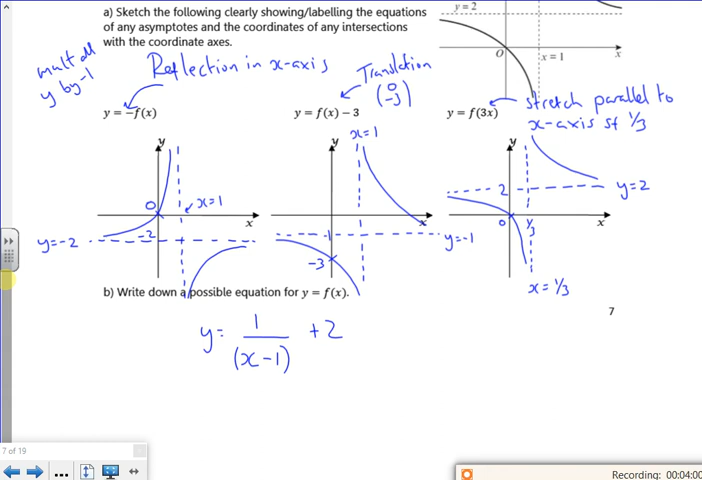 a) Sketch the following clearly showing/labelling the equations
of any asymptotes and the coordinates of any intersections
with the coordinate axes.
y = 2
O
x = 1
x
mult all
y by -1
Reflection in x-axis
Translation
(0
-3)
stretch parallel to
x-axis sf 1/3
y = −f(x)
y = f(x) − 3
y = f(3x)
y
0
x=1
x
y=-2
-2
x=1
y
x
-1
-3
y=-1
y
2
y=2
0
1/3
x
x = 1/3
b) Write down a possible equation for y = f(x).
7
y = 1/(x-1) + 2
7 of 19
Recording: 00:04:00